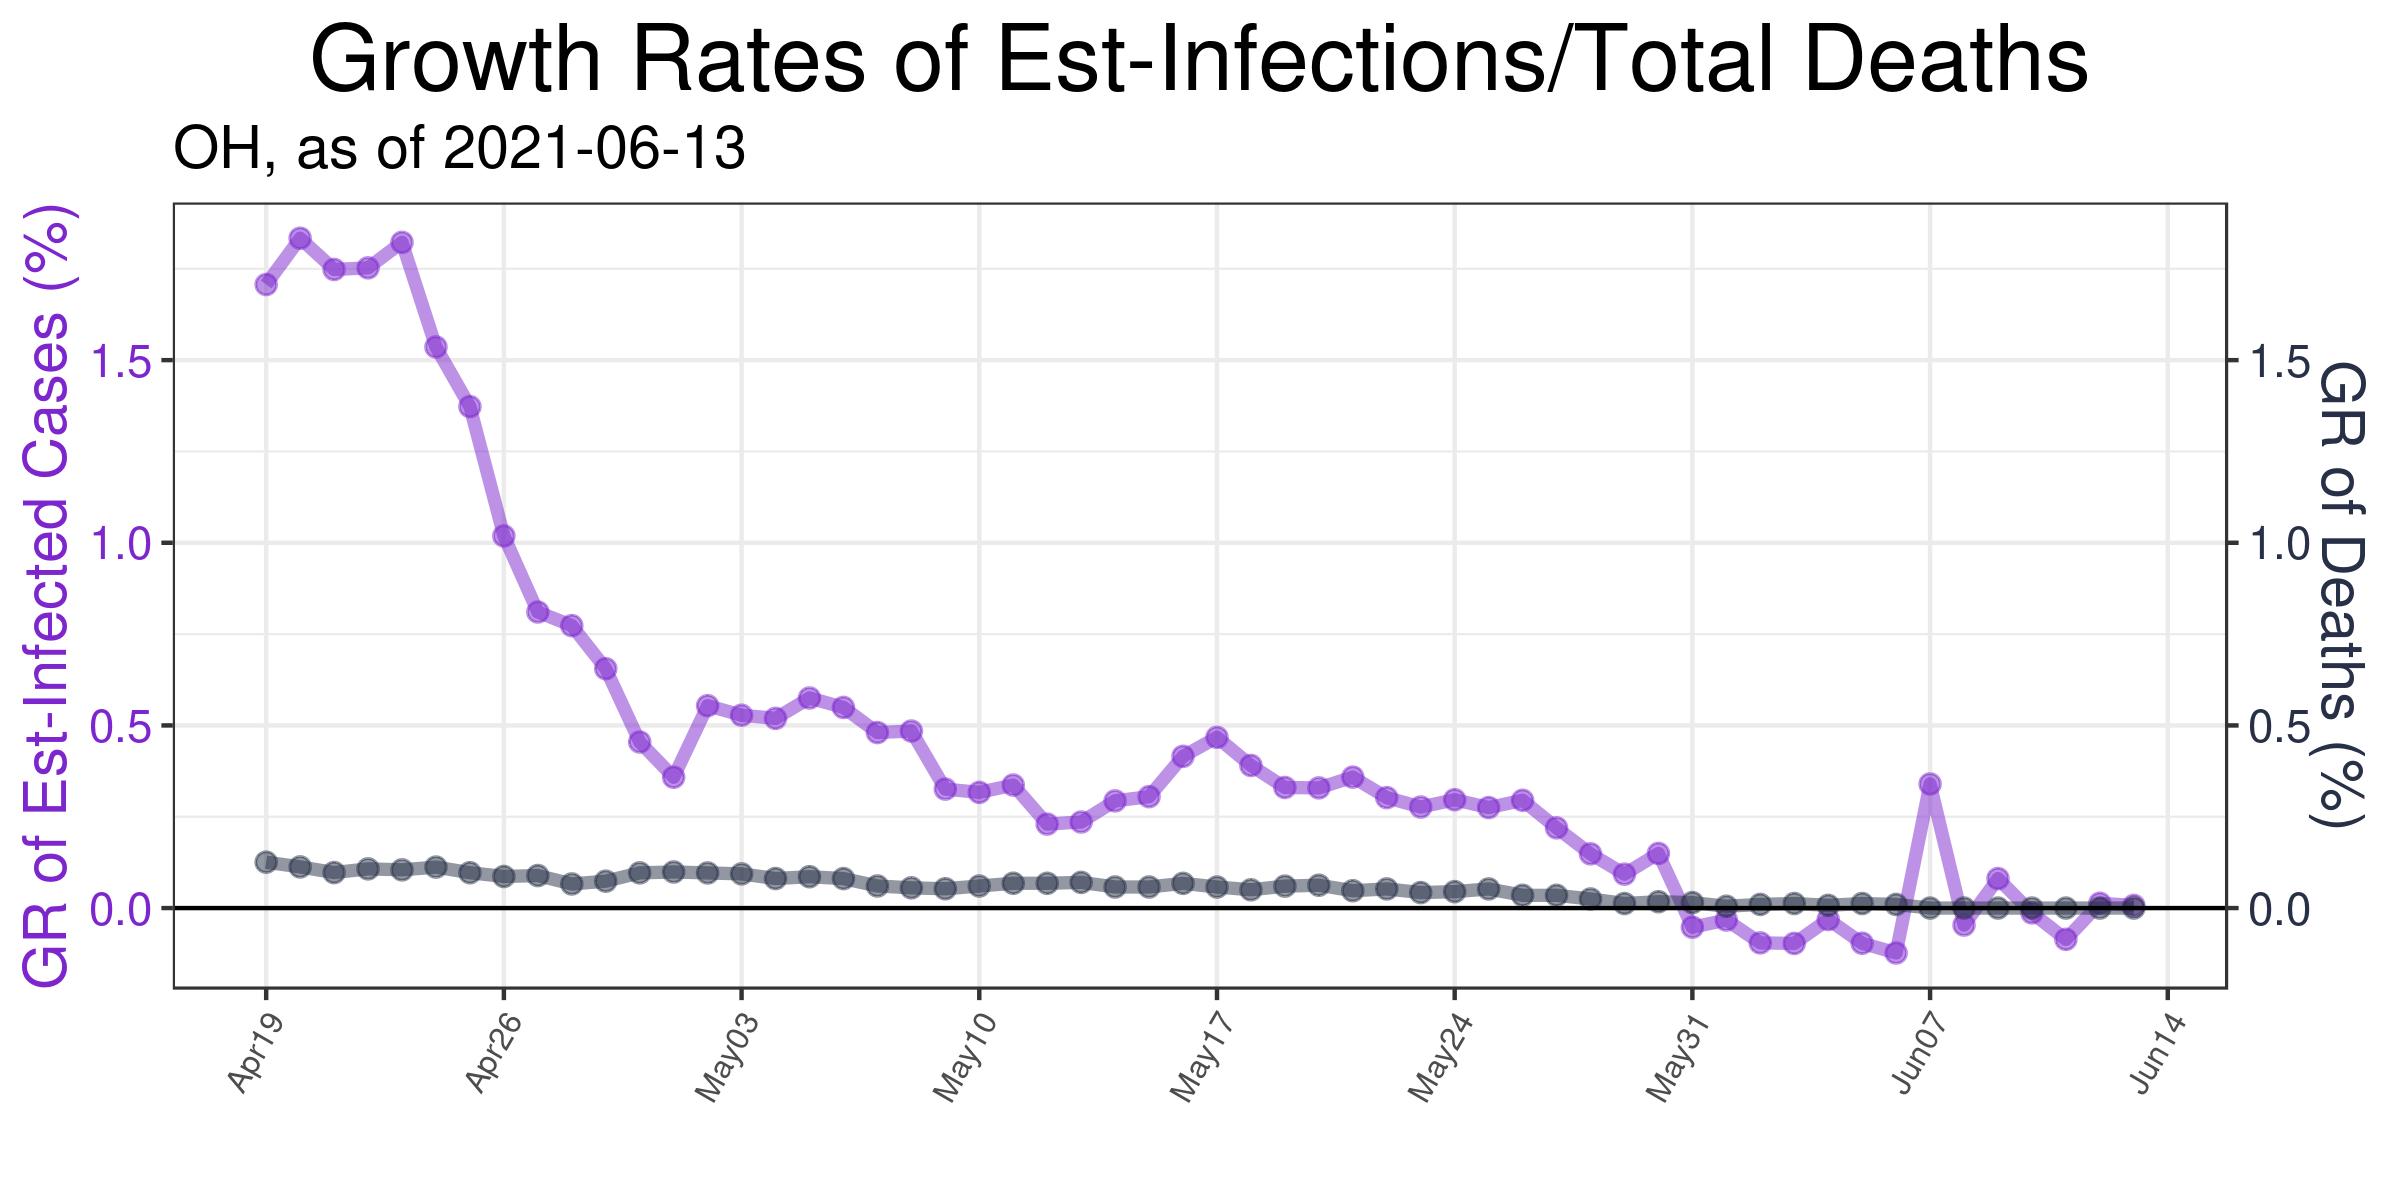 Growth Rates of Est-Infections/Total Deaths
OH, as of 2021-06-13
GR of Est-Infected Cases (%)
1.5
1.0
0.5
0.0
1.5
1.0
0.5
0.0
GR of Deaths (%)
Apr19
Apr26
May03
May10
May17
May24
May31
Jun07
Jun14